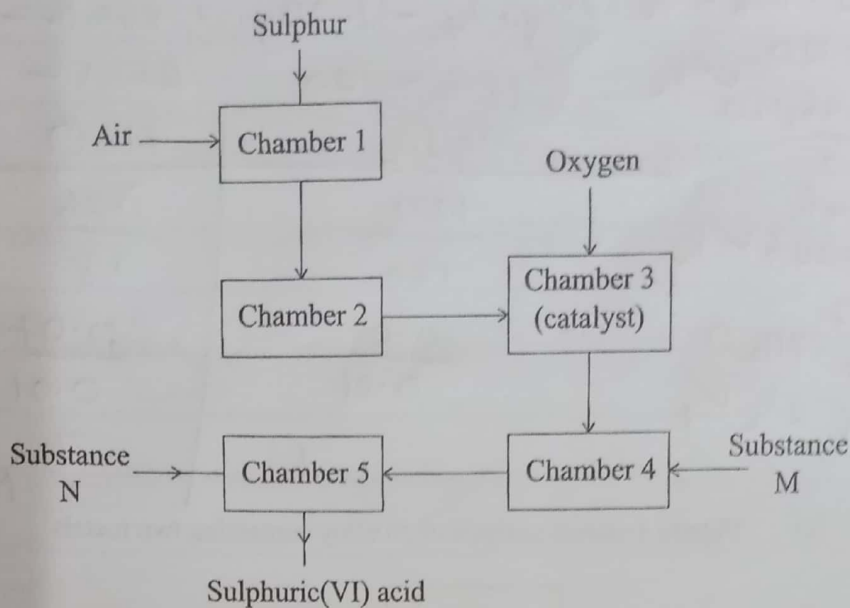 Sulphur
Air
Chamber 1
Oxygen
Chamber 2
Chamber 3
(catalyst)
Substance
N
Chamber 5
Chamber 4
Substance
M
Sulphuric(VI) acid